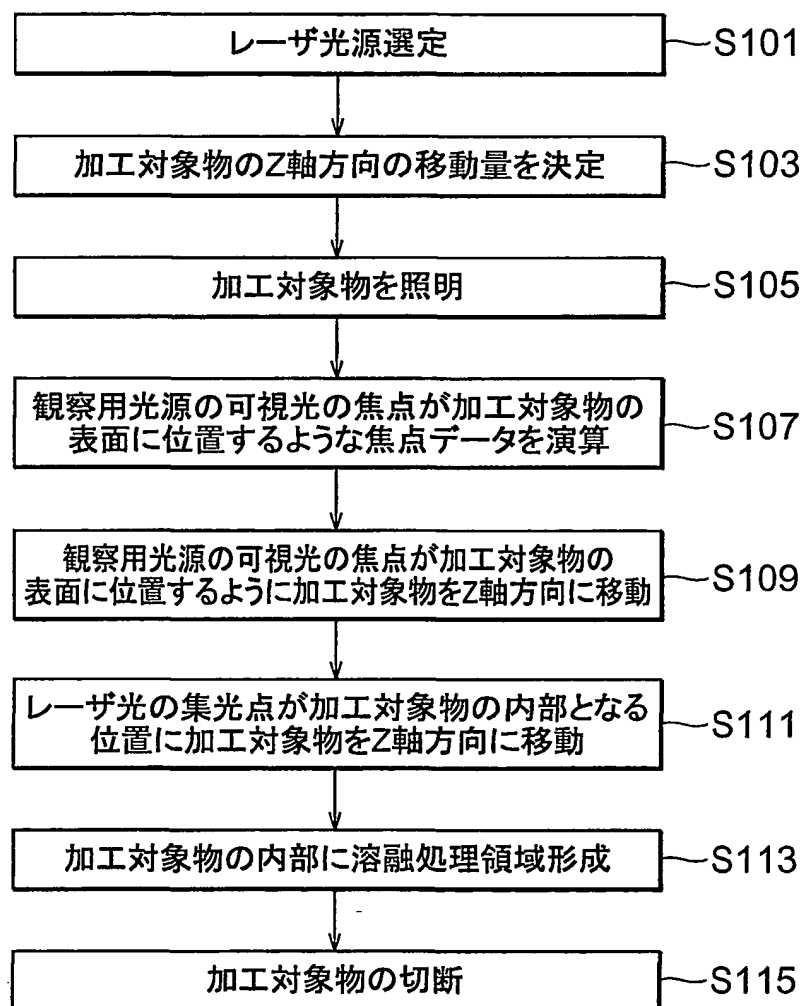 レーザ光源選定
S101
加工対象物のZ軸方向の移動量を決定
S103
加工対象物を照明
S105
観察用光源の可視光の焦点が加工対象物の
表面に位置するような焦点データを演算
S107
観察用光源の可視光の焦点が加工対象物の
表面に位置するように加工対象物をZ軸方向に移動
S109
レーザ光の集光点が加工対象物の内部となる
位置に加工対象物をZ軸方向に移動
S111
加工対象物の内部に溶融処理領域形成
S113
加工対象物の切断
S115